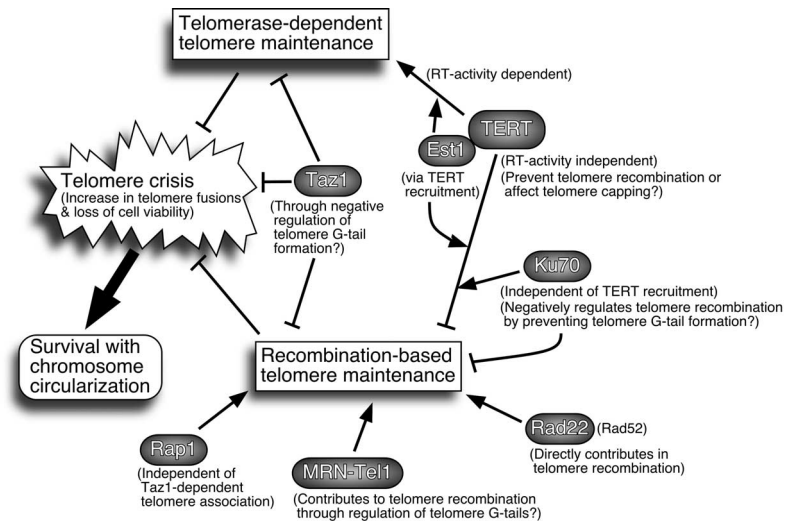 Telomerase-dependent
telomere maintenance
(RT-activity dependent)
TERT
Est1
(via TERT
recruitment)
(RT-activity independent)
(Prevent telomere recombination or
affect telomere capping?)
Telomere crisis
(Increase in telomere fusions
& loss of cell viability)
Taz1
(Through negative
regulation of
telomere G-tail
formation?)
Ku70
(Independent of TERT recruitment)
(Negatively regulates telomere recombination
by preventing telomere G-tail formation?)
Survival with
chromosome
circularization
Recombination-based
telomere maintenance
Rap1
(Independent of
Taz1-dependent
telomere association)
MRN-Tel1
(Contributes to telomere recombination
through regulation of telomere G-tails?)
Rad22 (Rad52)
(Directly contributes in
telomere recombination)